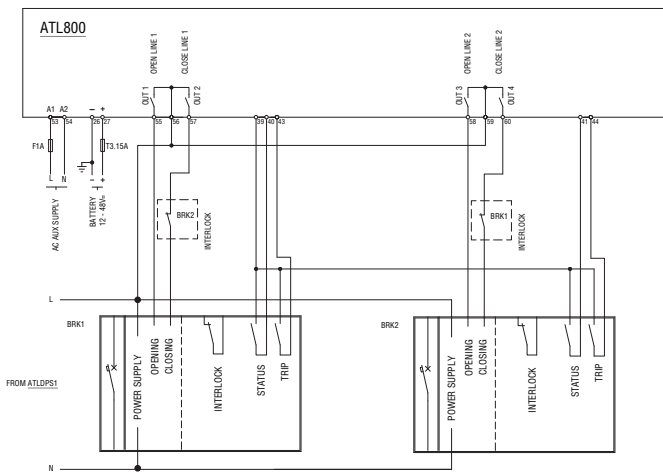 ATL800
OPEN LINE 1
CLOSE LINE 1
OPEN LINE 2
CLOSE LINE 2
OUT 1
OUT 2
OUT 3
OUT 4
A1 A2
- +
53 54 26 27 55 56 57 39 40 43 58 59 60 41 44
F1A
T3.15A
L N
- +
AC AUX SUPPLY
BATTERY
12 - 48V=
BRK2
INTERLOCK
BRK1
INTERLOCK
L
BRK1
BRK2
FROM ATLDPS1
POWER SUPPLY
OPENING
CLOSING
INTERLOCK
STATUS
TRIP
POWER SUPPLY
OPENING
CLOSING
INTERLOCK
STATUS
TRIP
N